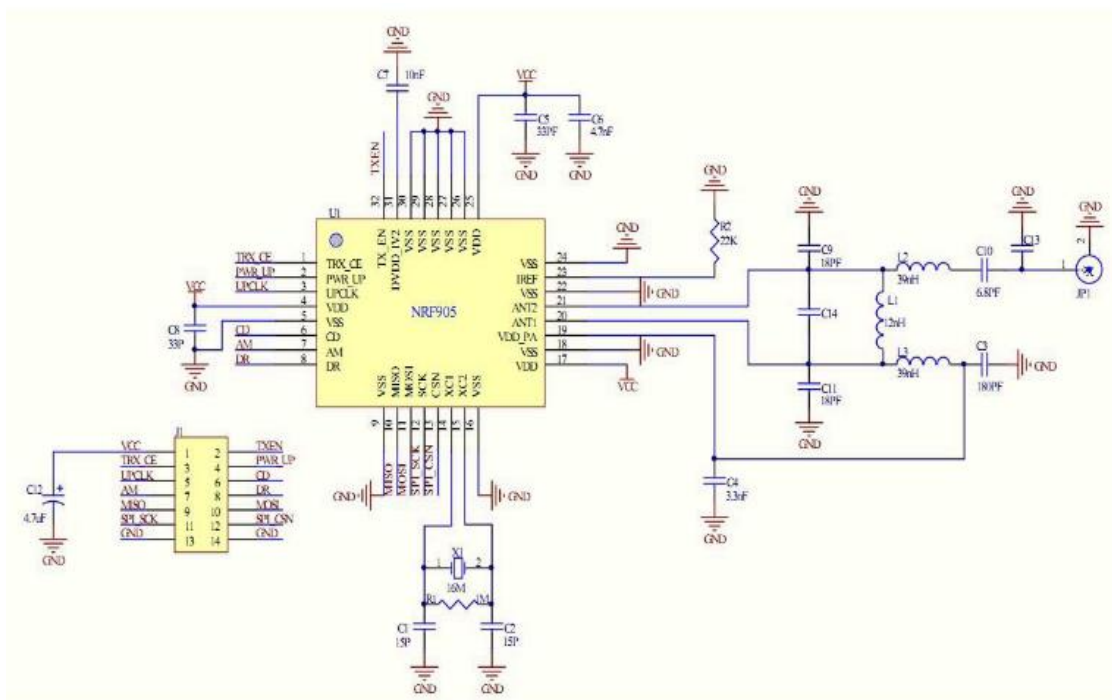 GND
C7 10nF
VCC
GND
C5
33PF
C6
4.7nF
TXEN
GND GND
32 31 30 29 28 27 26 25
GND
R2
22K
GND
GND
U1
TX_EN
DVDD_1V2
VSS
VSS
VSS
VSS
VSS
VDD
GND
C9
18PF
C13
2
1
JP1
TRX_CE 1 TRX_CE
PWR_UP 2 PWR_UP
UPCLK 3 UPCLK
VCC 4 VDD
5 VSS
CD 6 CD
AM 7 AM
DR 8 DR
C8
33P
GND
NRF905
VSS 24
IREF 23
VSS 22 GND
ANT2 21
ANT1 20
VDD_PA 19
VSS 18 GND
VDD 17
VCC
L2
39nH
C10
6.8PF
L1
12nH
C14
L3
39nH
C3
180PF
GND
C11
18PF
GND
VSS
MISO
MOSI
SCK
CSN
XC1
XC2
VSS
9 10 11 12 13 14 15 16
MISO
MOSI
SPI_SCK
SPI_CSN
GND
GND
C4
3.3nF
GND
J1
VCC 1 2 TXEN
TRX_CE 3 4 PWR_UP
UPCLK 5 6 CD
AM 7 8 DR
MISO 9 10 MOSI
SPI_SCK 11 12 SPI_CSN
GND 13 14 GND
C12 +
4.7uF
GND
X1
1 2
16M
R1 1M
C1
15P
C2
15P
GND GND